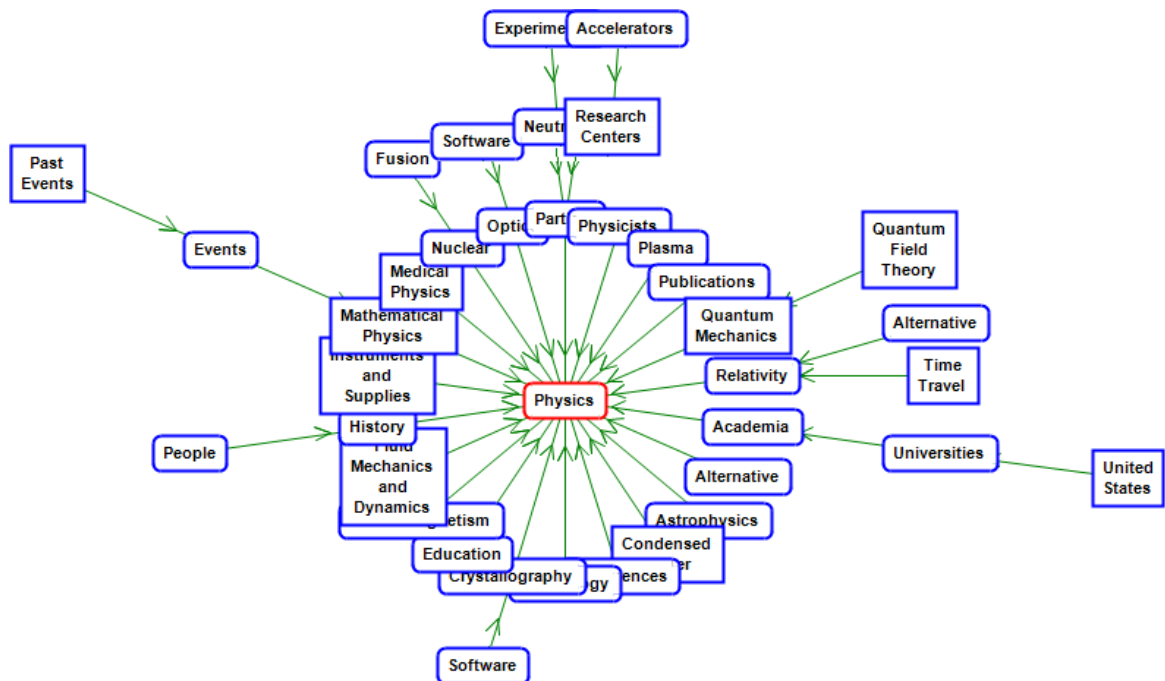 Accelerators
Research
Centers
Software
Fusion
Past
Events
Events
Physicists
Nuclear
Plasma
Medical
Physics
Publications
Quantum
Field
Theory
Mathematical
Physics
Quantum
Mechanics
Alternative
Instruments
and
Supplies
Relativity
Time
Travel
Physics
History
Academia
People
Universities
Mechanics
and
Dynamics
Alternative
United
States
Astrophysics
Education
Condensed
Crystallography
Software